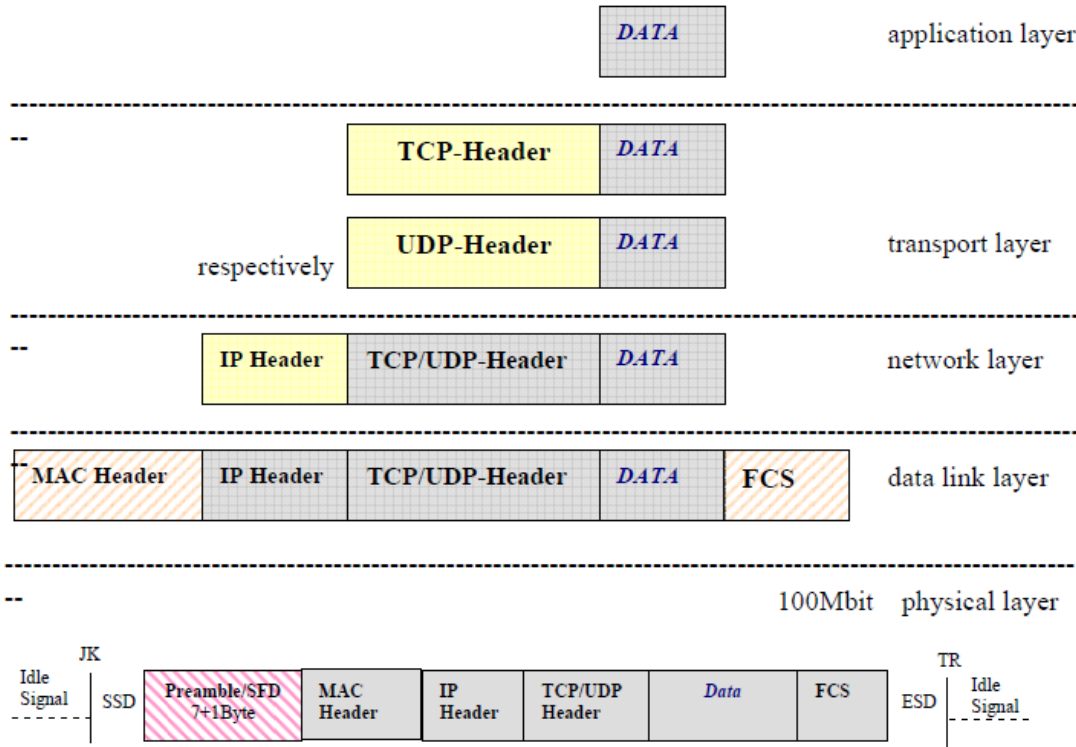 DATA application layer
--
TCP-Header DATA
UDP-Header DATA transport layer
respectively
--
IP Header TCP/UDP-Header DATA network layer
--
MAC Header IP Header TCP/UDP-Header DATA FCS data link layer
--
100Mbit physical layer
JK TR
Idle Signal SSD Preamble/SFD 7+1Byte MAC Header IP Header TCP/UDP Header Data FCS ESD Idle Signal